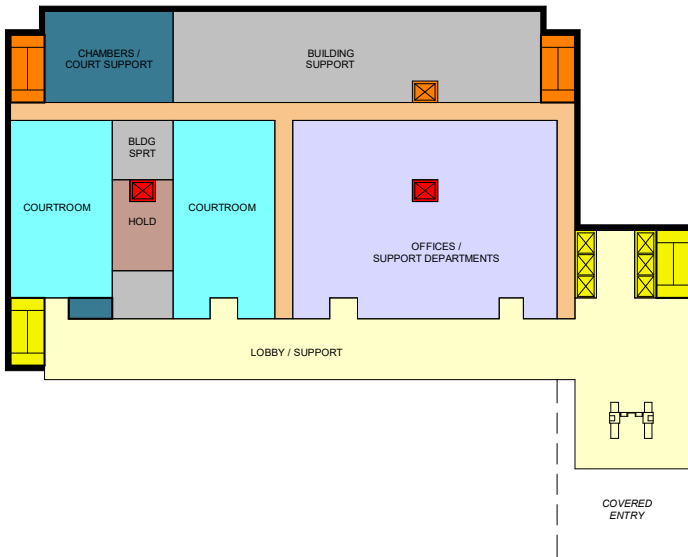 CHAMBERS /
COURT SUPPORT
BUILDING
SUPPORT
BLDG
SPRT
COURTROOM
HOLD
COURTROOM
OFFICES /
SUPPORT DEPARTMENTS
LOBBY / SUPPORT
COVERED
ENTRY